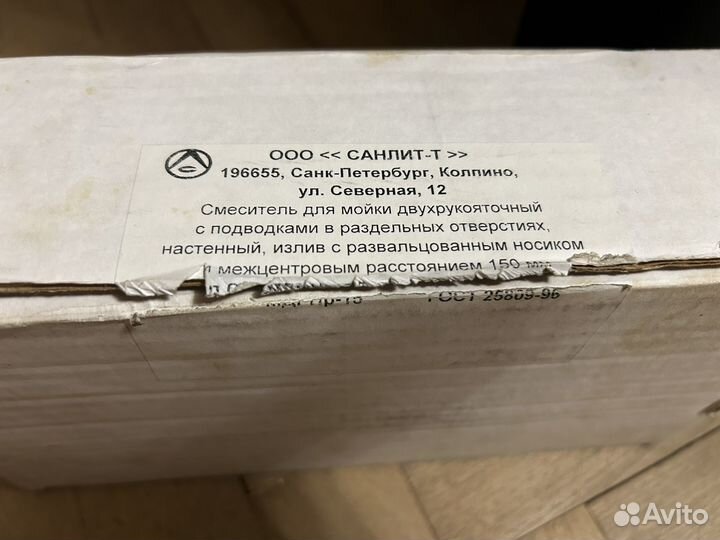 ООО << САНЛИТ-Т >>
196655, Санк-Петербург, Колпино,
ул. Северная, 12
Смеситель для мойки двухрукояточный
с подводками в раздельных отверстиях,
настенный, излив с развальцованным носиком
и межцентровым расстоянием 150 мм
ГОСТ 25809-96
Avito